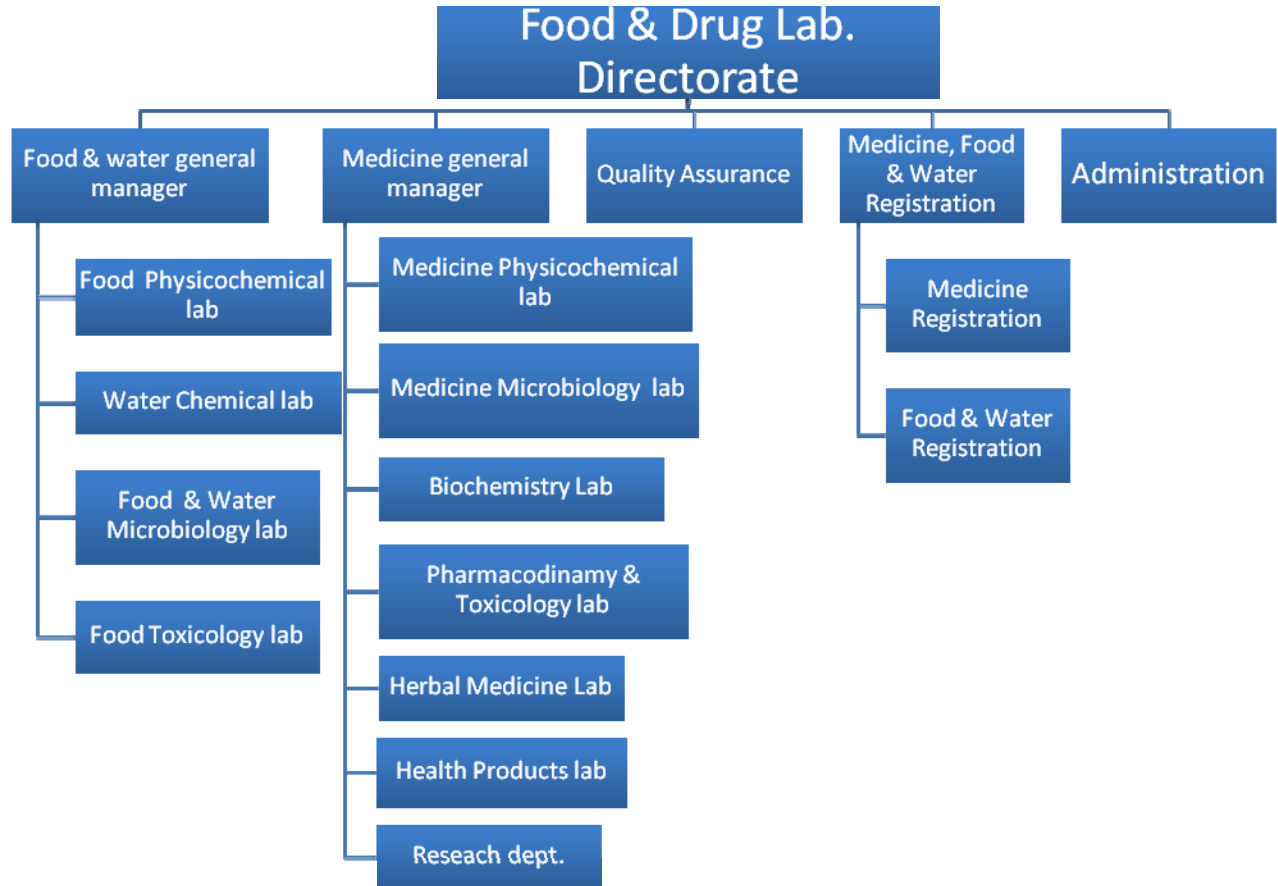 Food & Drug Lab.
Directorate
Food & water general
manager
Medicine general
manager
Quality Assurance
Medicine, Food
& Water
Registration
Administration
Food Physicochemical
lab
Water Chemical lab
Food & Water
Microbiology lab
Food Toxicology lab
Medicine Physicochemical
lab
Medicine Microbiology lab
Biochemistry Lab
Pharmacodinamy &
Toxicology lab
Herbal Medicine Lab
Health Products lab
Reseach dept.
Medicine
Registration
Food & Water
Registration